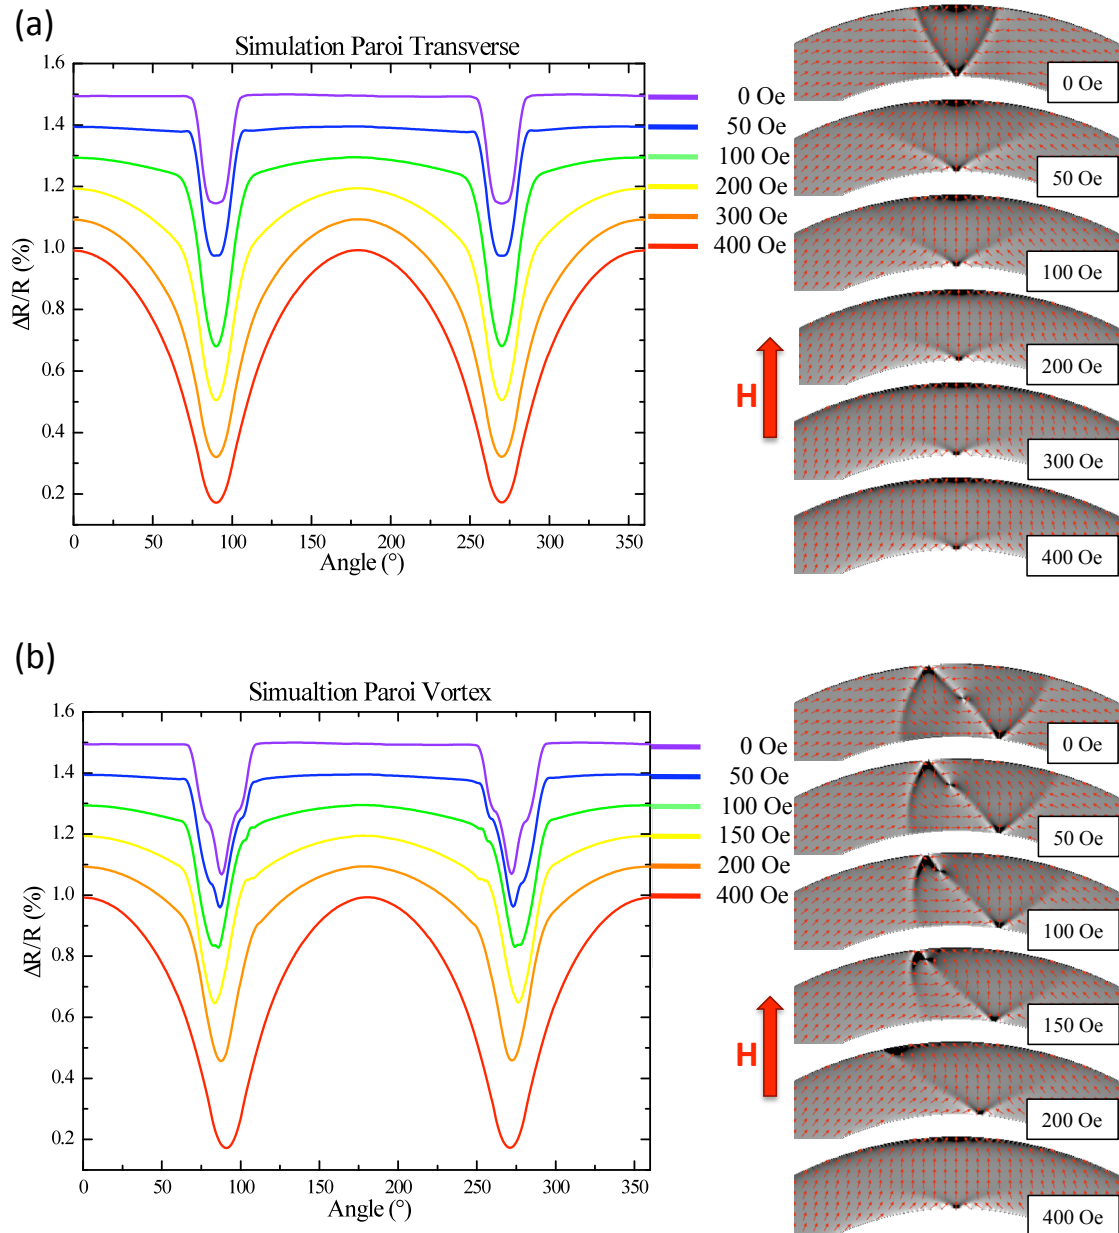 (a)
Simulation Paroi Transverse
1.6
1.4
1.2
1.0
0.8
0.6
0.4
0.2
ΔR/R (%)
0
50
100
150
200
250
300
350
Angle (°)
0 Oe
50 Oe
100 Oe
200 Oe
300 Oe
400 Oe
H
0 Oe
50 Oe
100 Oe
200 Oe
300 Oe
400 Oe
(b)
Simualtion Paroi Vortex
1.6
1.4
1.2
1.0
0.8
0.6
0.4
0.2
ΔR/R (%)
0
50
100
150
200
250
300
350
Angle (°)
0 Oe
50 Oe
100 Oe
150 Oe
200 Oe
400 Oe
H
0 Oe
50 Oe
100 Oe
150 Oe
200 Oe
400 Oe